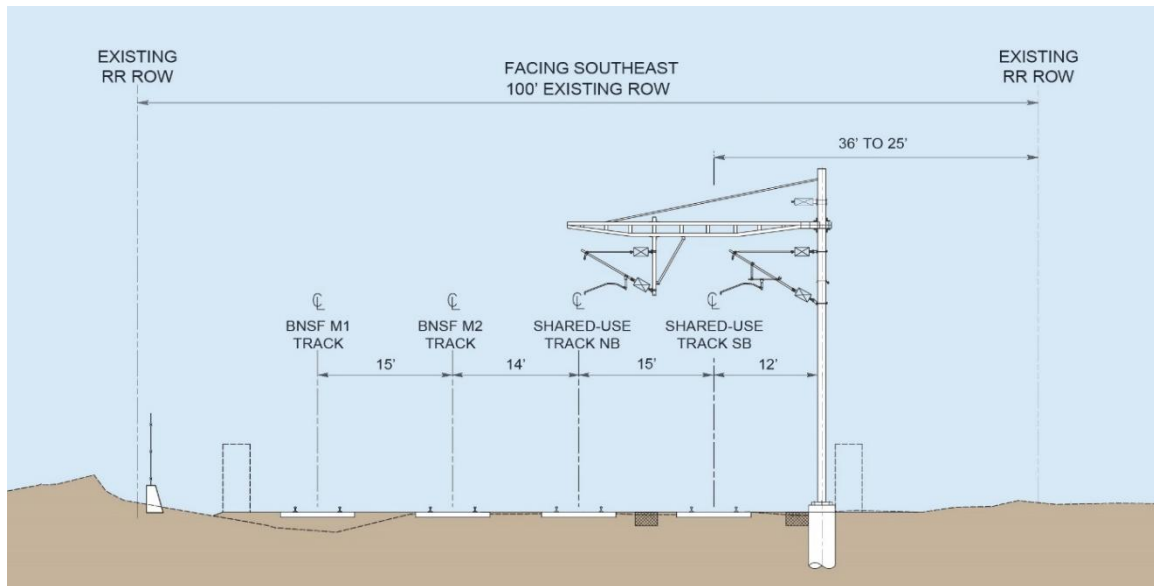 EXISTING
RR ROW
FACING SOUTHEAST
100' EXISTING ROW
EXISTING
RR ROW
36' TO 25'
℄
BNSF M1
TRACK
℄
BNSF M2
TRACK
℄
SHARED-USE
TRACK NB
℄
SHARED-USE
TRACK SB
15'
14'
15'
12'